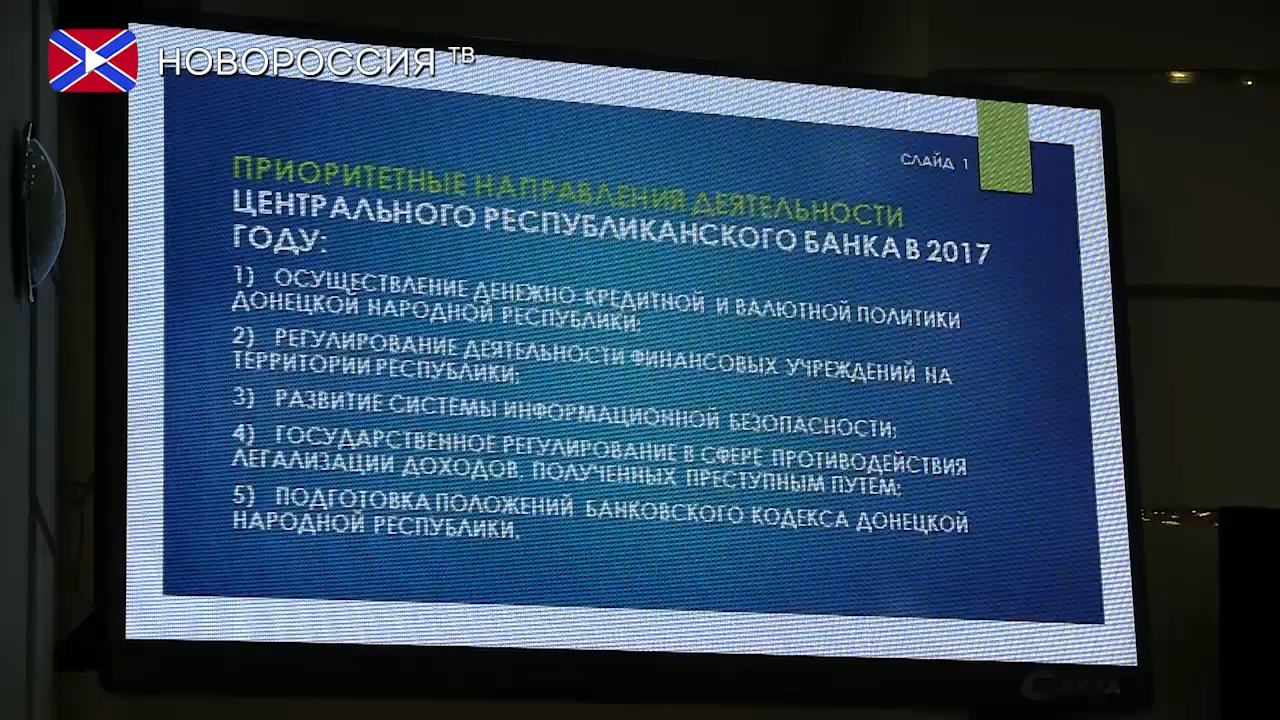 НОВОРОССИЯ ТВ
СЛАЙД 1
ПРИОРИТЕТНЫЕ НАПРАВЛЕНИЯ ДЕЯТЕЛЬНОСТИ
ЦЕНТРАЛЬНОГО РЕСПУБЛИКАНСКОГО БАНКА В 2017
ГОДУ:
1) ОСУЩЕСТВЛЕНИЕ ДЕНЕЖНО-КРЕДИТНОЙ И ВАЛЮТНОЙ ПОЛИТИКИ
ДОНЕЦКОЙ НАРОДНОЙ РЕСПУБЛИКИ;
2) РЕГУЛИРОВАНИЕ ДЕЯТЕЛЬНОСТИ ФИНАНСОВЫХ УЧРЕЖДЕНИЙ НА
ТЕРРИТОРИИ РЕСПУБЛИКИ;
3) РАЗВИТИЕ СИСТЕМЫ ИНФОРМАЦИОННОЙ БЕЗОПАСНОСТИ;
4) ГОСУДАРСТВЕННОЕ РЕГУЛИРОВАНИЕ В СФЕРЕ ПРОТИВОДЕЙСТВИЯ
ЛЕГАЛИЗАЦИИ ДОХОДОВ, ПОЛУЧЕННЫХ ПРЕСТУПНЫМ ПУТЕМ;
5) ПОДГОТОВКА ПОЛОЖЕНИЙ БАНКОВСКОГО КОДЕКСА ДОНЕЦКОЙ
НАРОДНОЙ РЕСПУБЛИКИ.